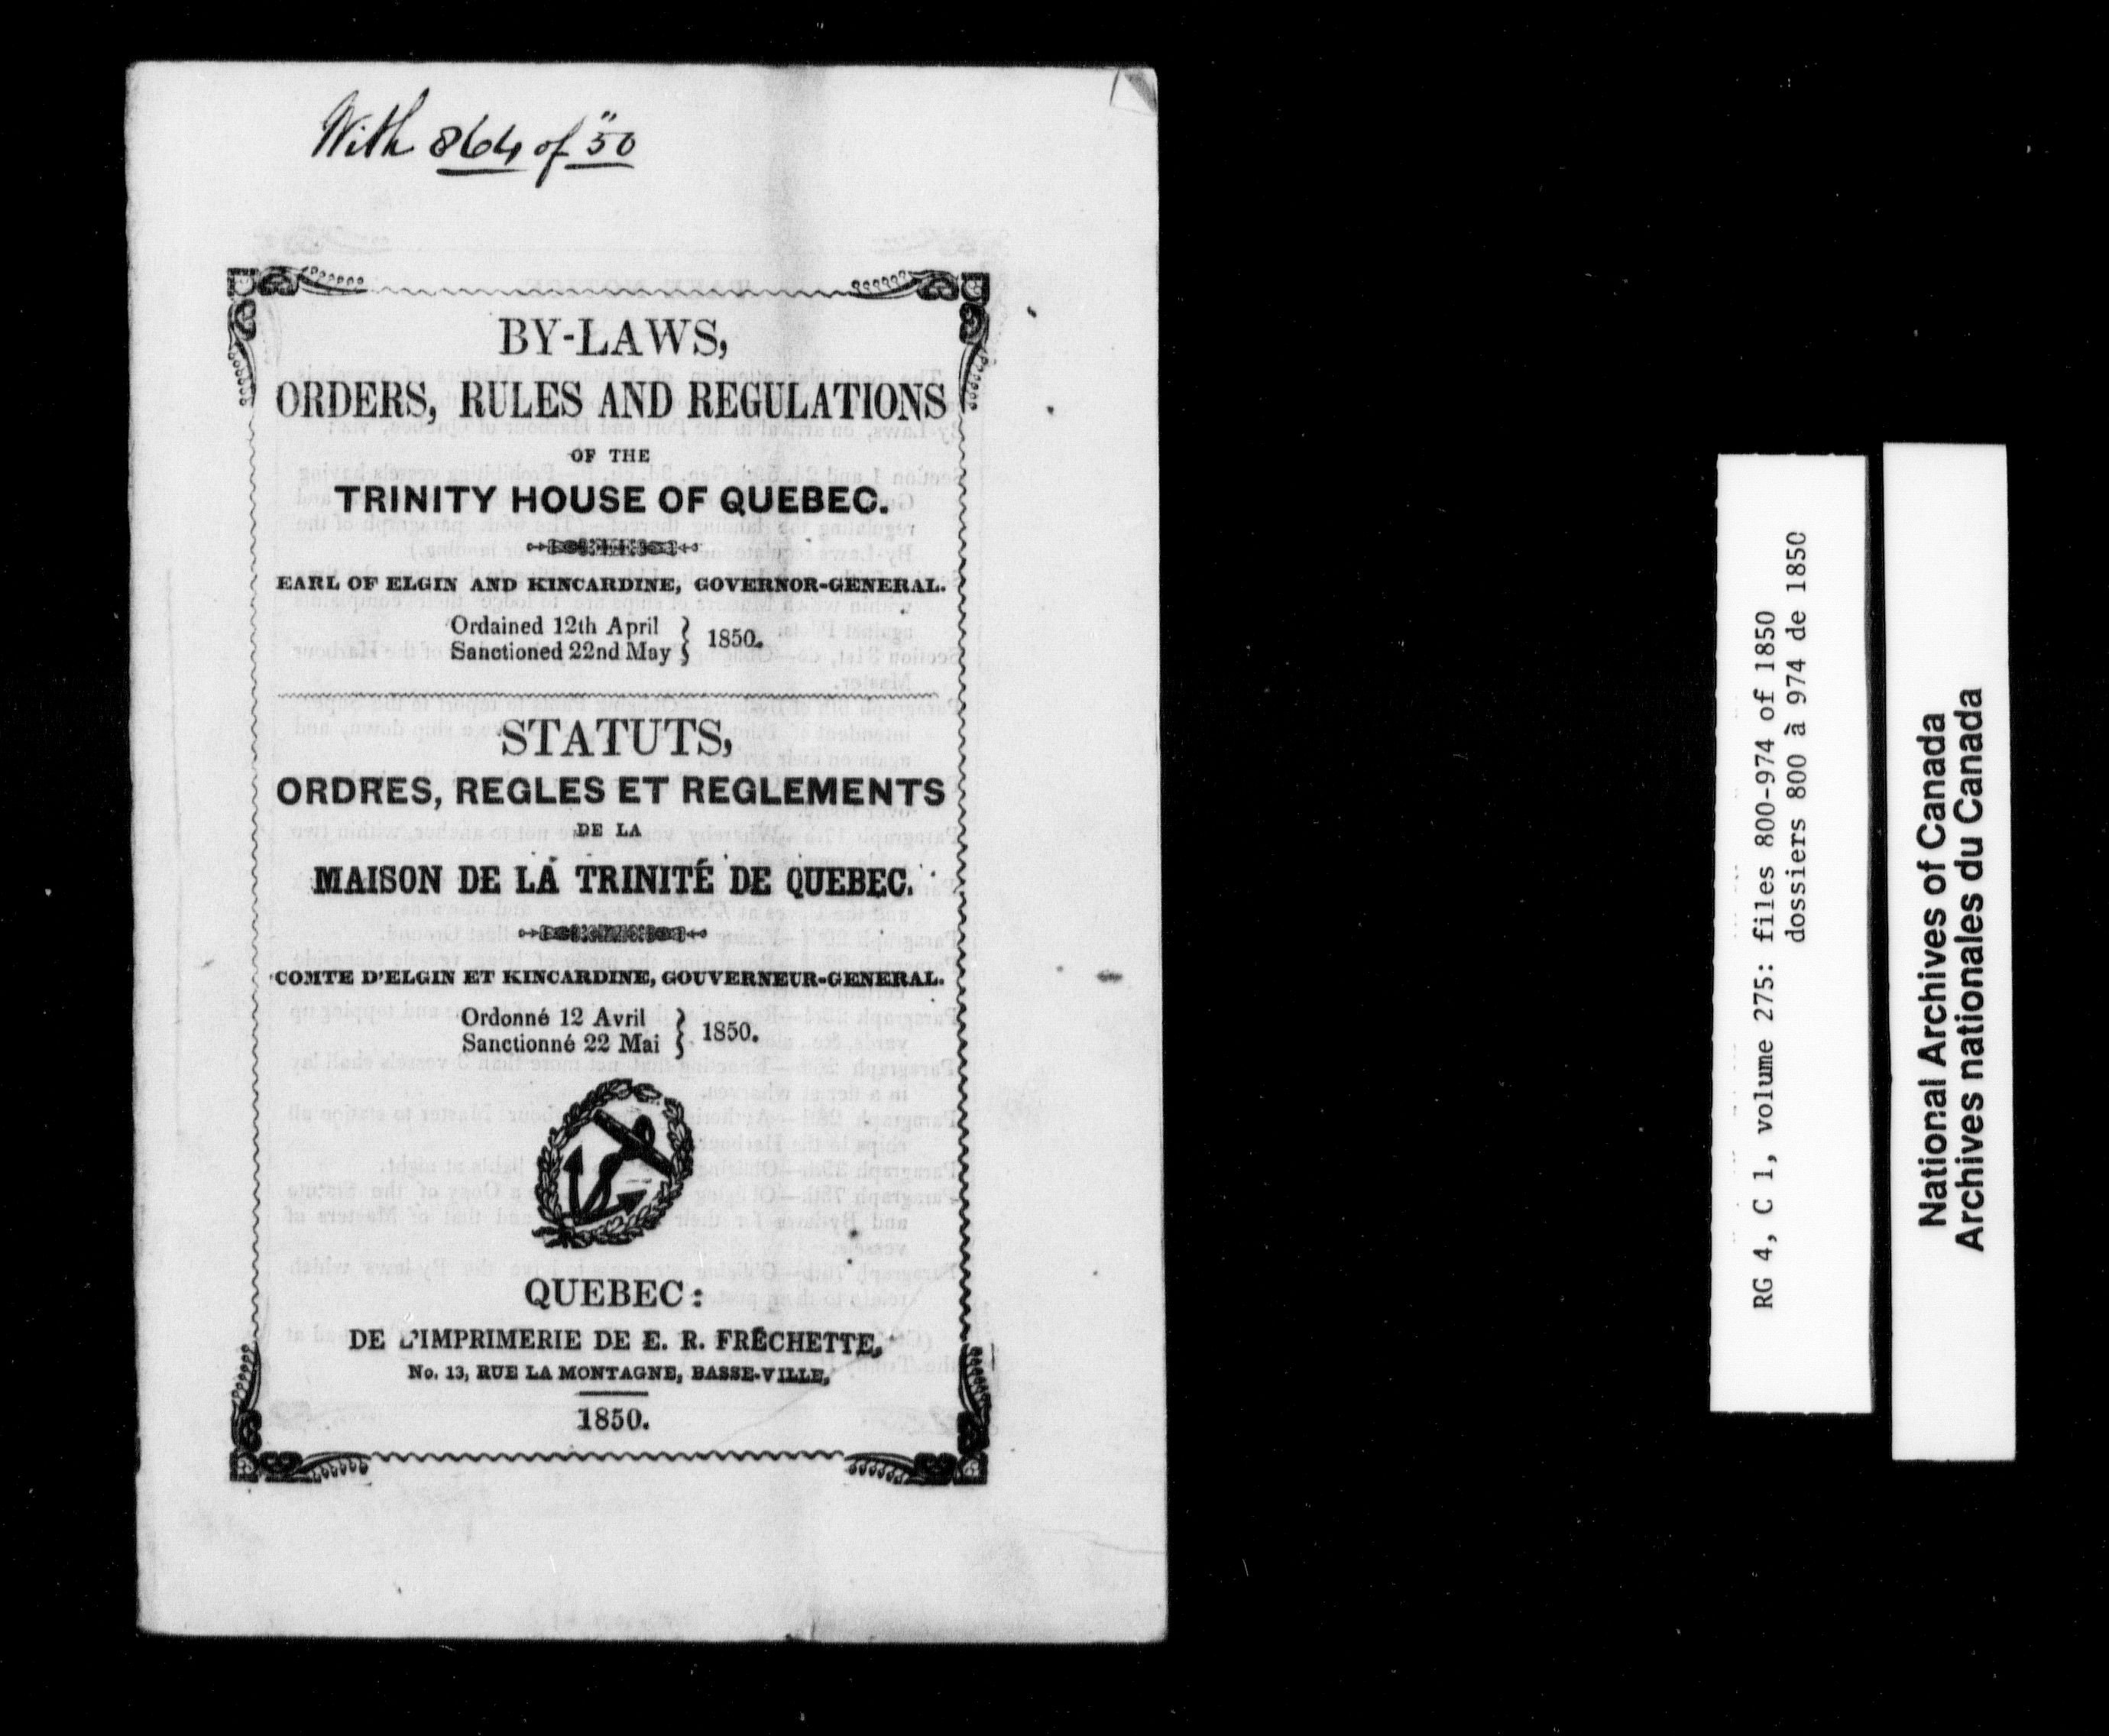 With 864 of "50
BY-LAWS,
ORDERS, RULES AND REGULATIONS
OF THE
TRINITY HOUSE OF QUEBEC.
EARL OF ELGIN AND KINCARDINE, GOVERNOR-GENERAL.
Ordained 12th April
Sanctioned 22nd May } 1850.
STATUTS,
ORDRES, REGLES ET REGLEMENTS
DE LA
MAISON DE LA TRINITÉ DE QUEBEC.
COMTE D'ELGIN ET KINCARDINE, GOUVERNEUR-GENERAL.
Ordonné 12 Avril
Sanctionné 22 Mai } 1850.
QUEBEC:
DE L'IMPRIMERIE DE E. R. FRÉCHETTE,
No. 13, RUE LA MONTAGNE, BASSE-VILLE,
1850.
RG 4, C 1, volume 275: files 800-974 of 1850
dossiers 800 à 974 de 1850
National Archives of Canada
Archives nationales du Canada